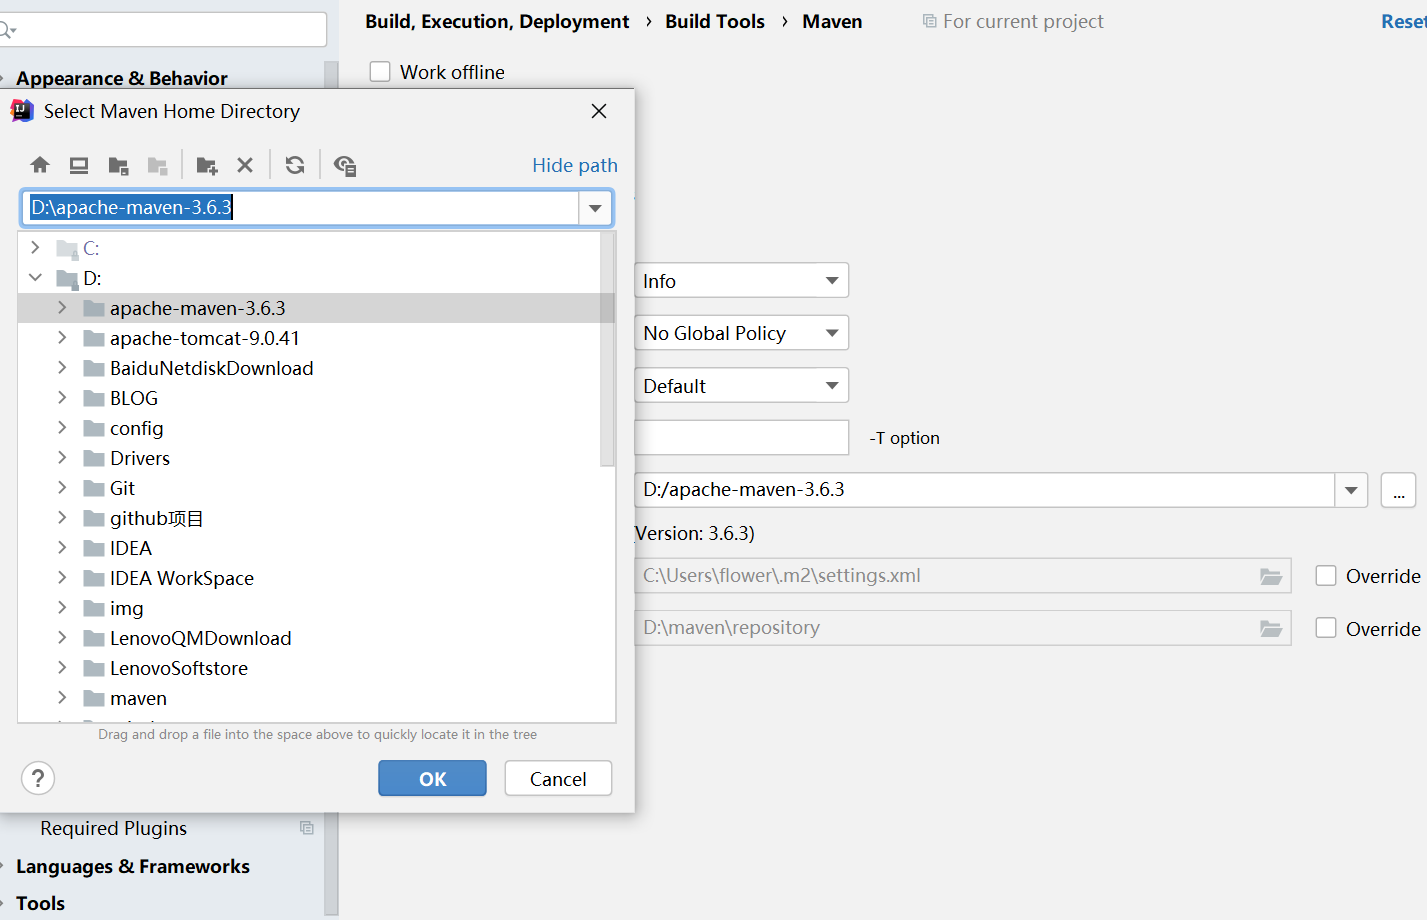 Build, Execution, Deployment › Build Tools › Maven For current project Reset
Appearance & Behavior
Work offline
Select Maven Home Directory
Hide path
D:\apache-maven-3.6.3
C:
D:
apache-maven-3.6.3
apache-tomcat-9.0.41
BaiduNetdiskDownload
BLOG
config
Drivers
Git
github项目
IDEA
IDEA WorkSpace
img
LenovoQMDownload
LenovoSoftstore
maven
Drag and drop a file into the space above to quickly locate it in the tree
? OK Cancel
Info
No Global Policy
Default
-T option
D:/apache-maven-3.6.3 ...
(Version: 3.6.3)
C:\Users\flower\.m2\settings.xml Override
D:\maven\repository Override
Required Plugins
Languages & Frameworks
Tools